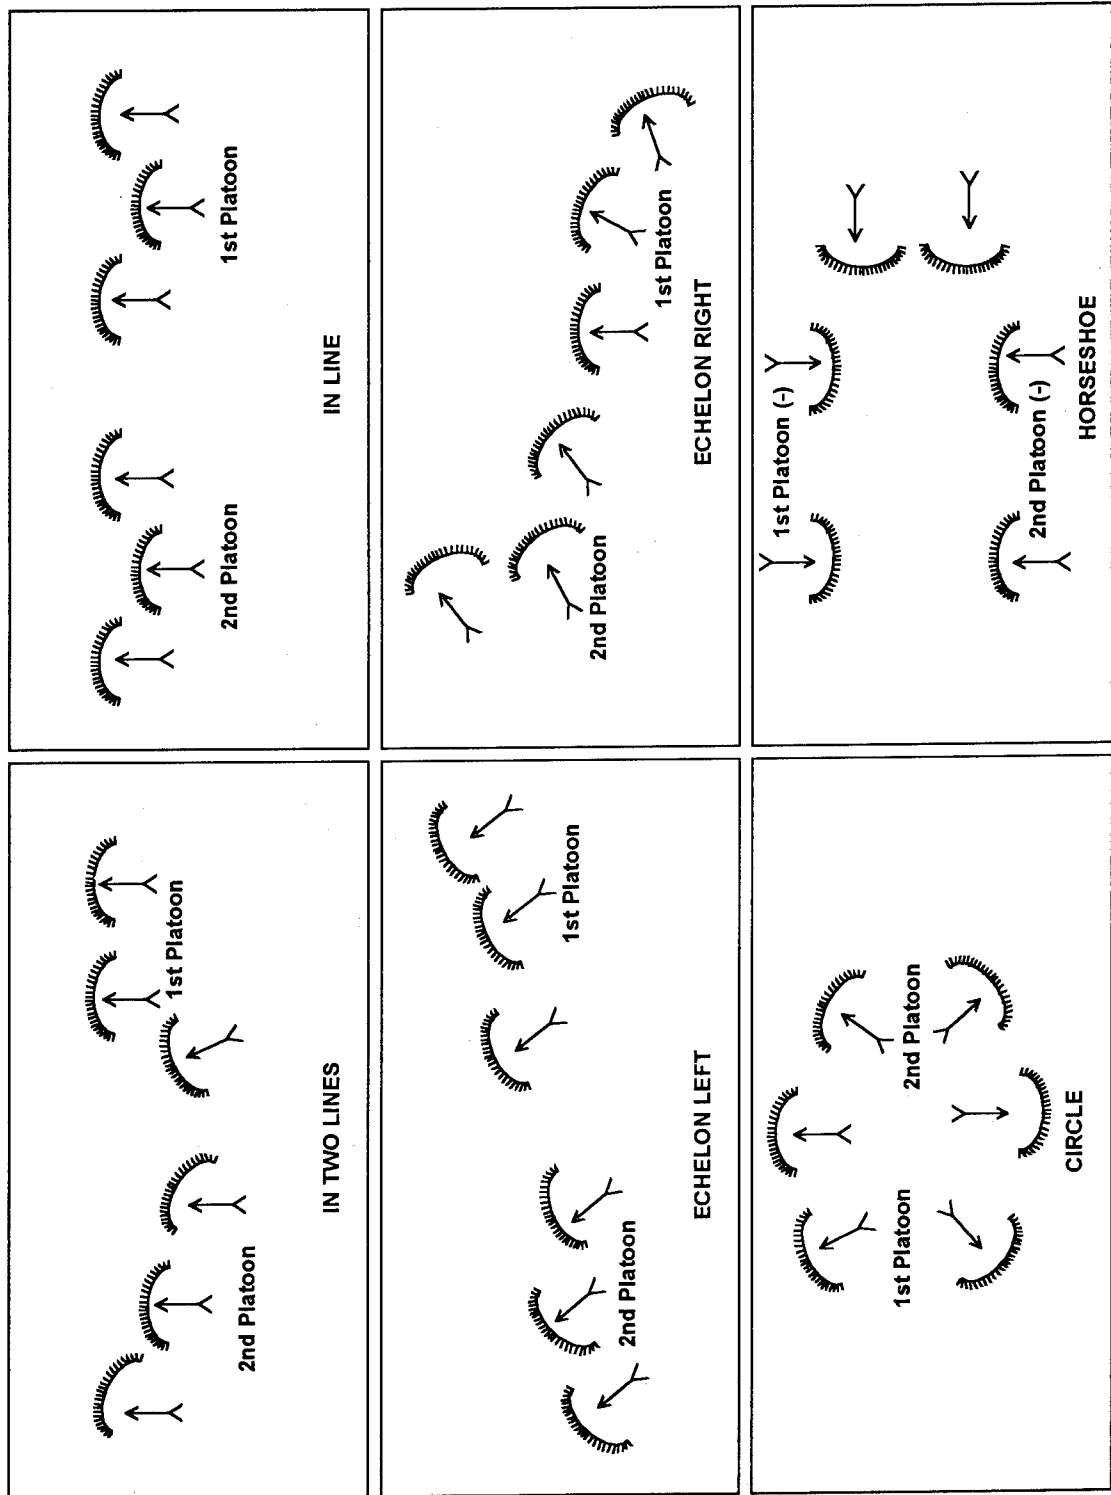 1st Platoon
2nd Platoon
IN TWO LINES
2nd Platoon
1st Platoon
IN LINE
1st Platoon
2nd Platoon
ECHELON LEFT
2nd Platoon
1st Platoon
ECHELON RIGHT
1st Platoon
2nd Platoon
CIRCLE
1st Platoon (-)
2nd Platoon (-)
HORSESHOE